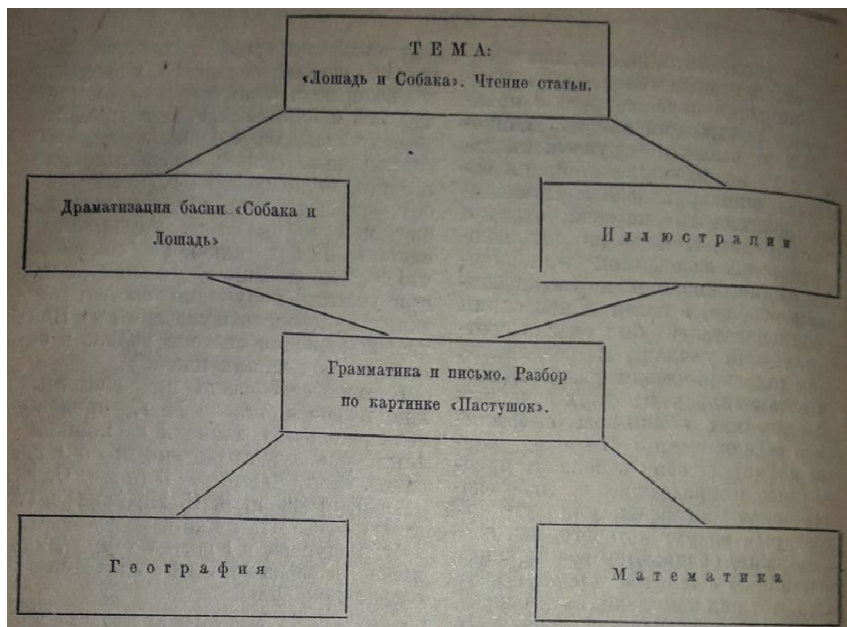 ТЕМА:
«Лошадь и Собака». Чтение статьи.
Драматизация басни «Собака и
Лошадь»
Иллюстрации
Грамматика и письмо. Разбор
по картинке «Пастушок».
География
Математика